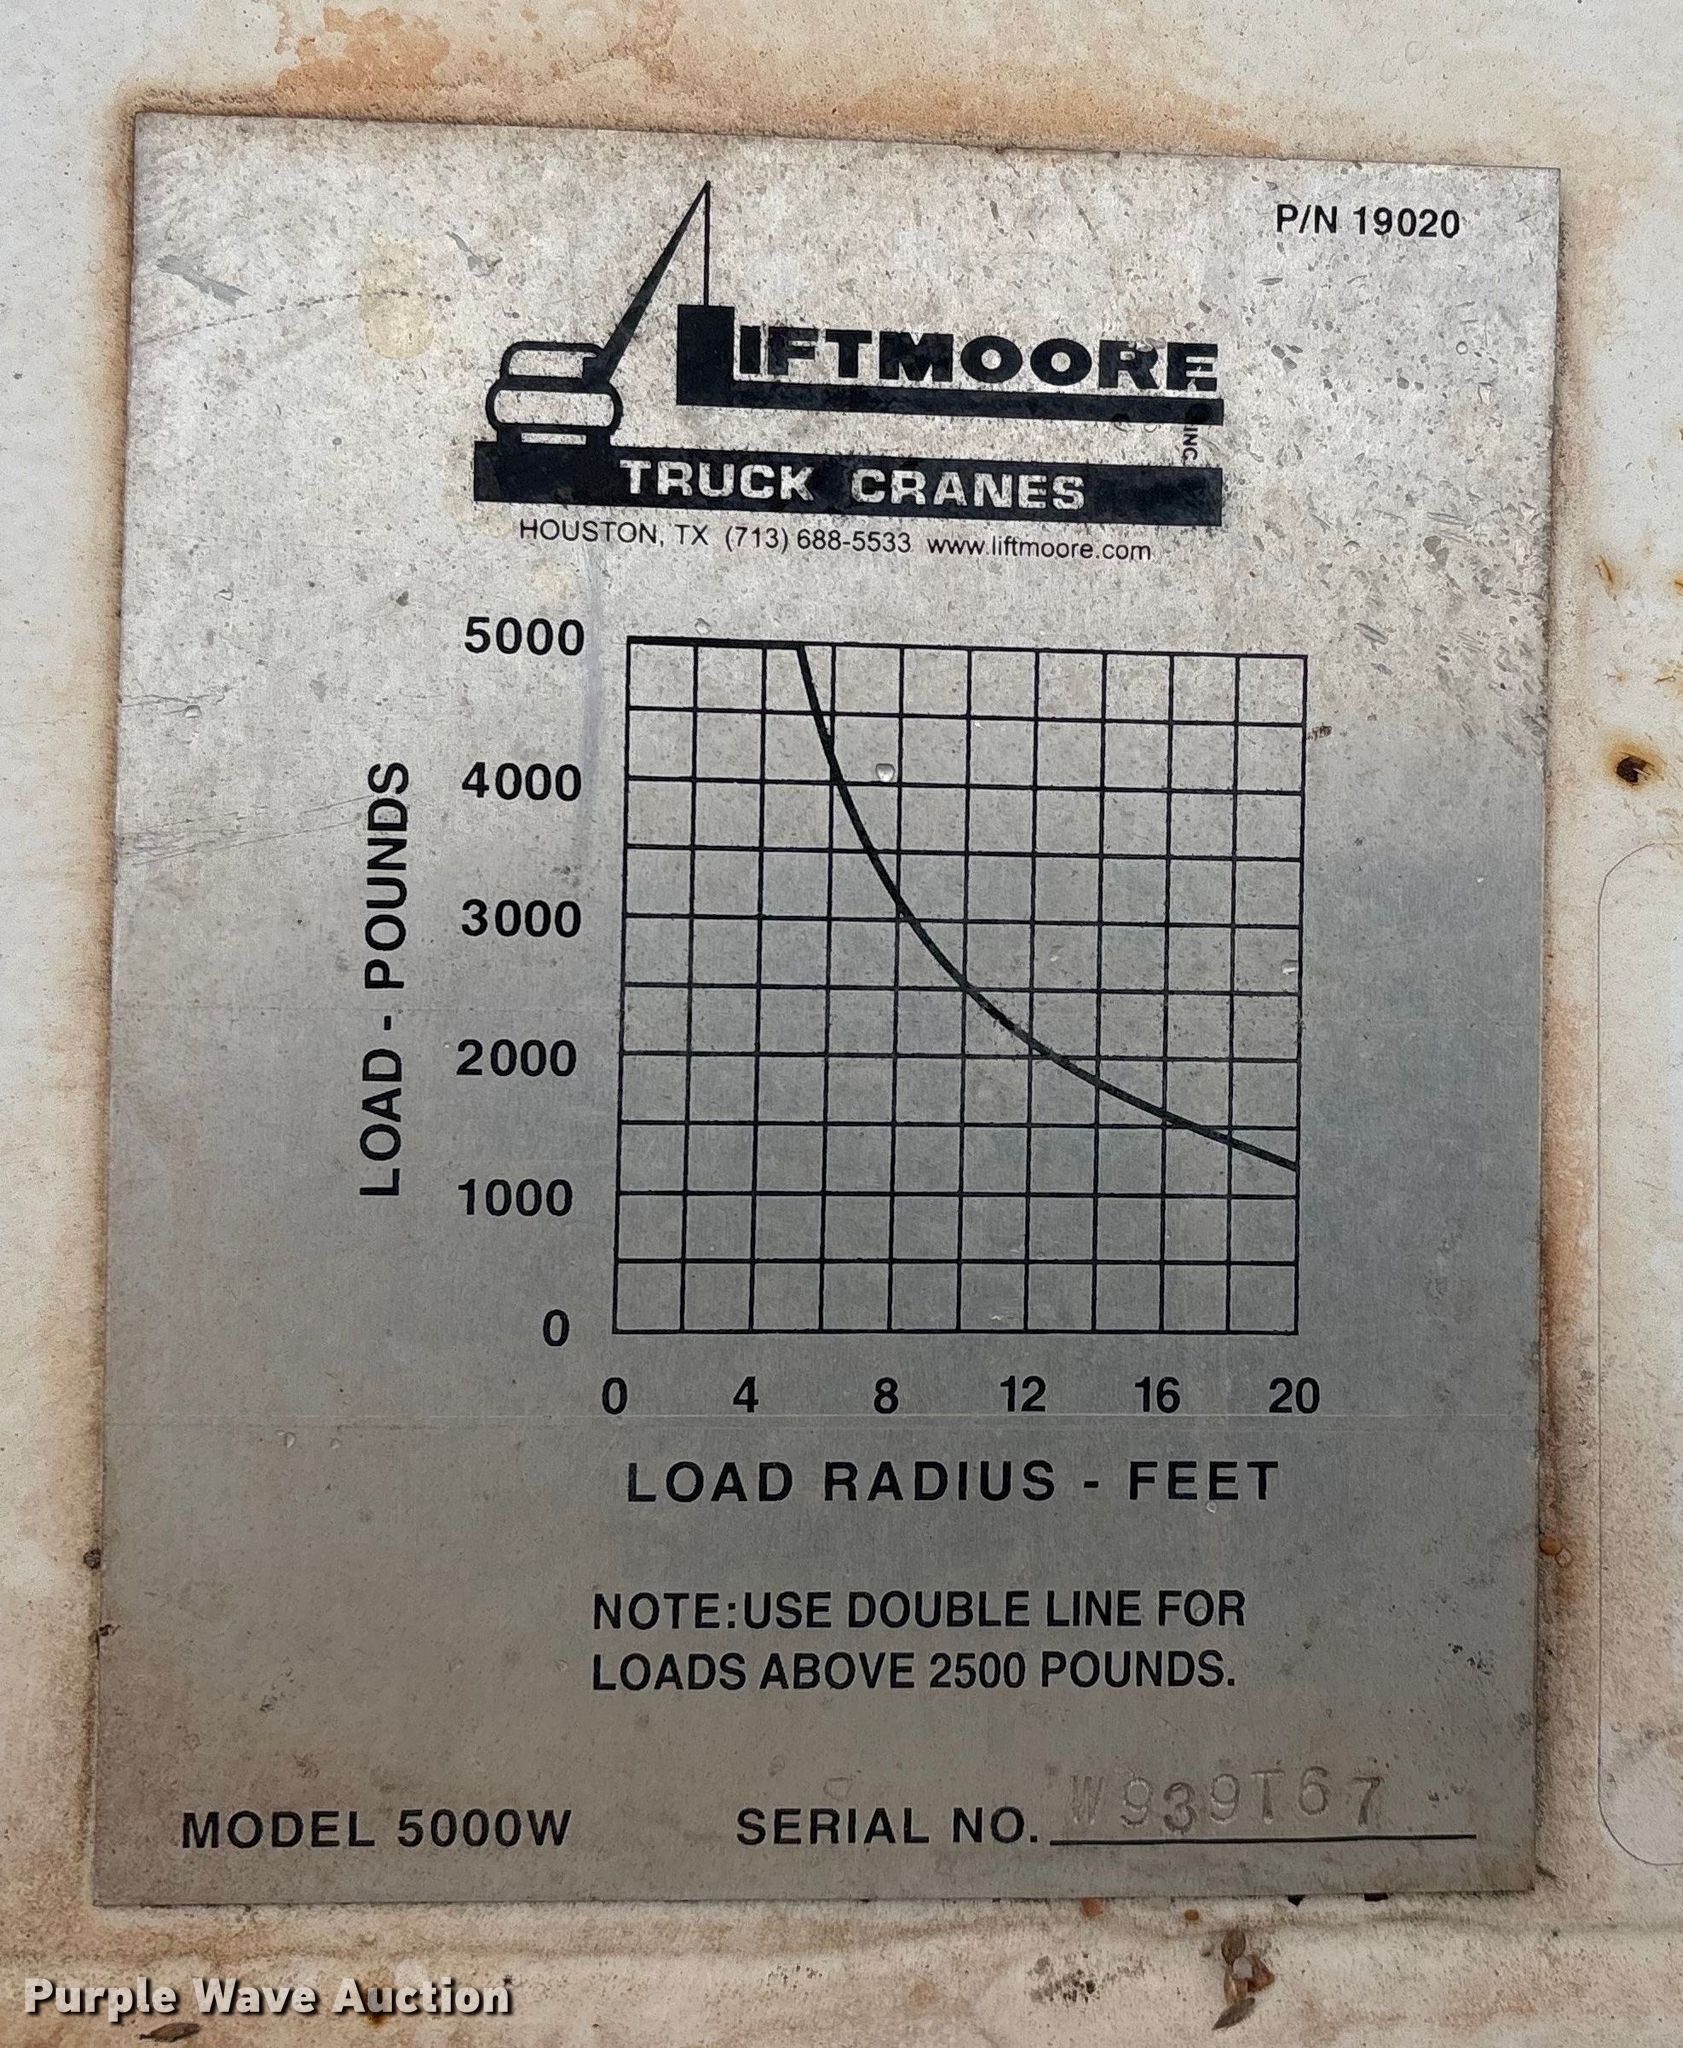 P/N 19020
LIFTMOORE
INC.
TRUCK CRANES
HOUSTON, TX (713) 688-5533 www.liftmoore.com
5000
4000
3000
2000
1000
0
LOAD - POUNDS
0 4 8 12 16 20
LOAD RADIUS - FEET
NOTE:USE DOUBLE LINE FOR
LOADS ABOVE 2500 POUNDS.
MODEL 5000W SERIAL NO. W939T67
Purple Wave Auction